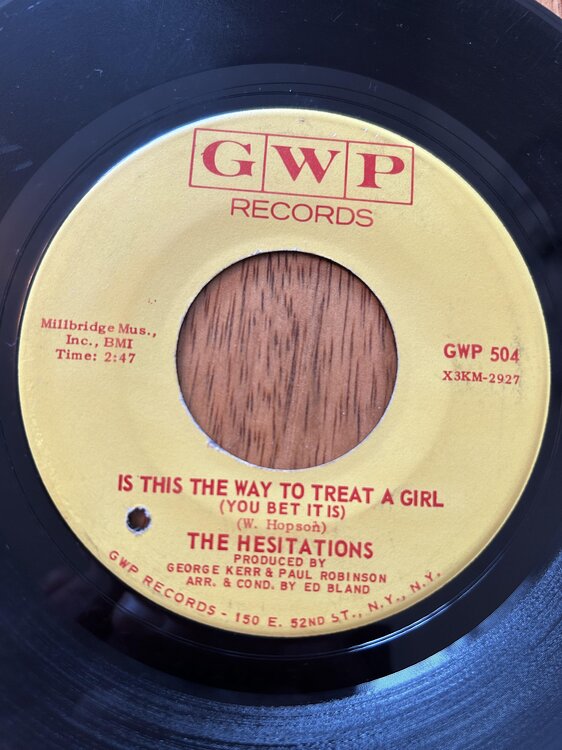 GWP
RECORDS
Millbridge Mus.,
Inc., BMI
Time: 2:47
GWP 504
X3KM-2927
IS THIS THE WAY TO TREAT A GIRL
(YOU BET IT IS)
(W. Hopson)
THE HESITATIONS
PRODUCED BY
GEORGE KERR & PAUL ROBINSON
ARR. & COND. BY ED BLAND
GWP RECORDS - 150 E. 52ND ST., N.Y., N.Y.